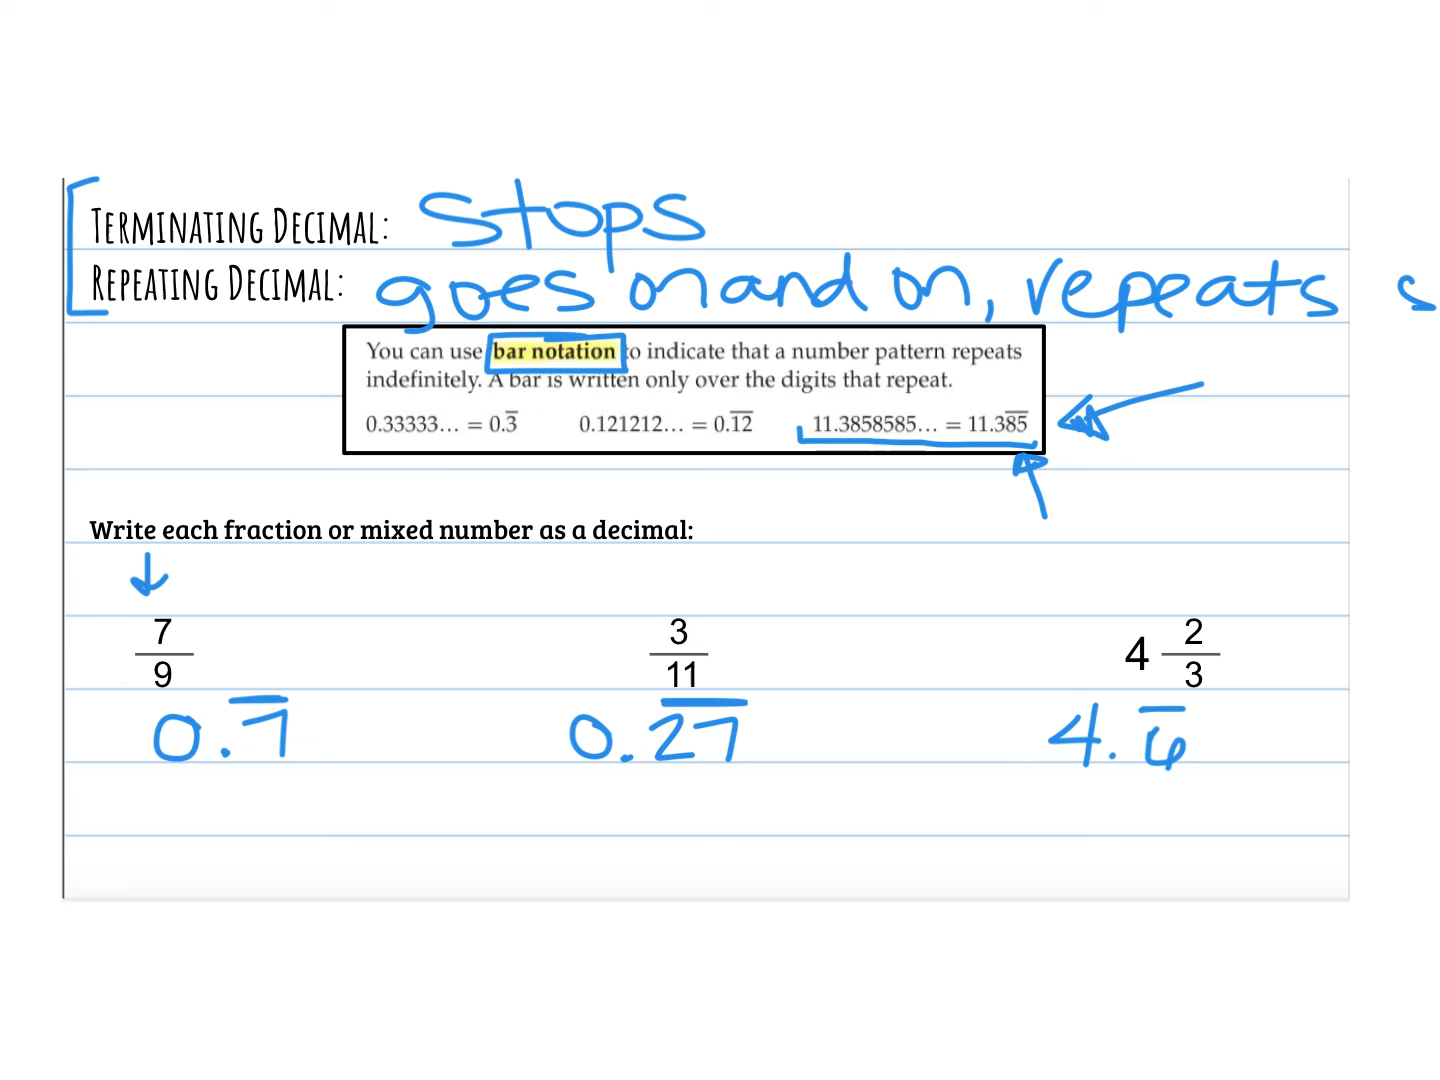 TERMINATING DECIMAL: stops
REPEATING DECIMAL: goes on and on, repeats s
You can use bar notation to indicate that a number pattern repeats
indefinitely. A bar is written only over the digits that repeat.
0.33333... = 0.3̅ 0.121212... = 0.1̅2̅ 11.3858585... = 11.38̅5̅
Write each fraction or mixed number as a decimal:
7/9 3/11 4 2/3
0.7̅ 0.2̅7̅ 4.6̅